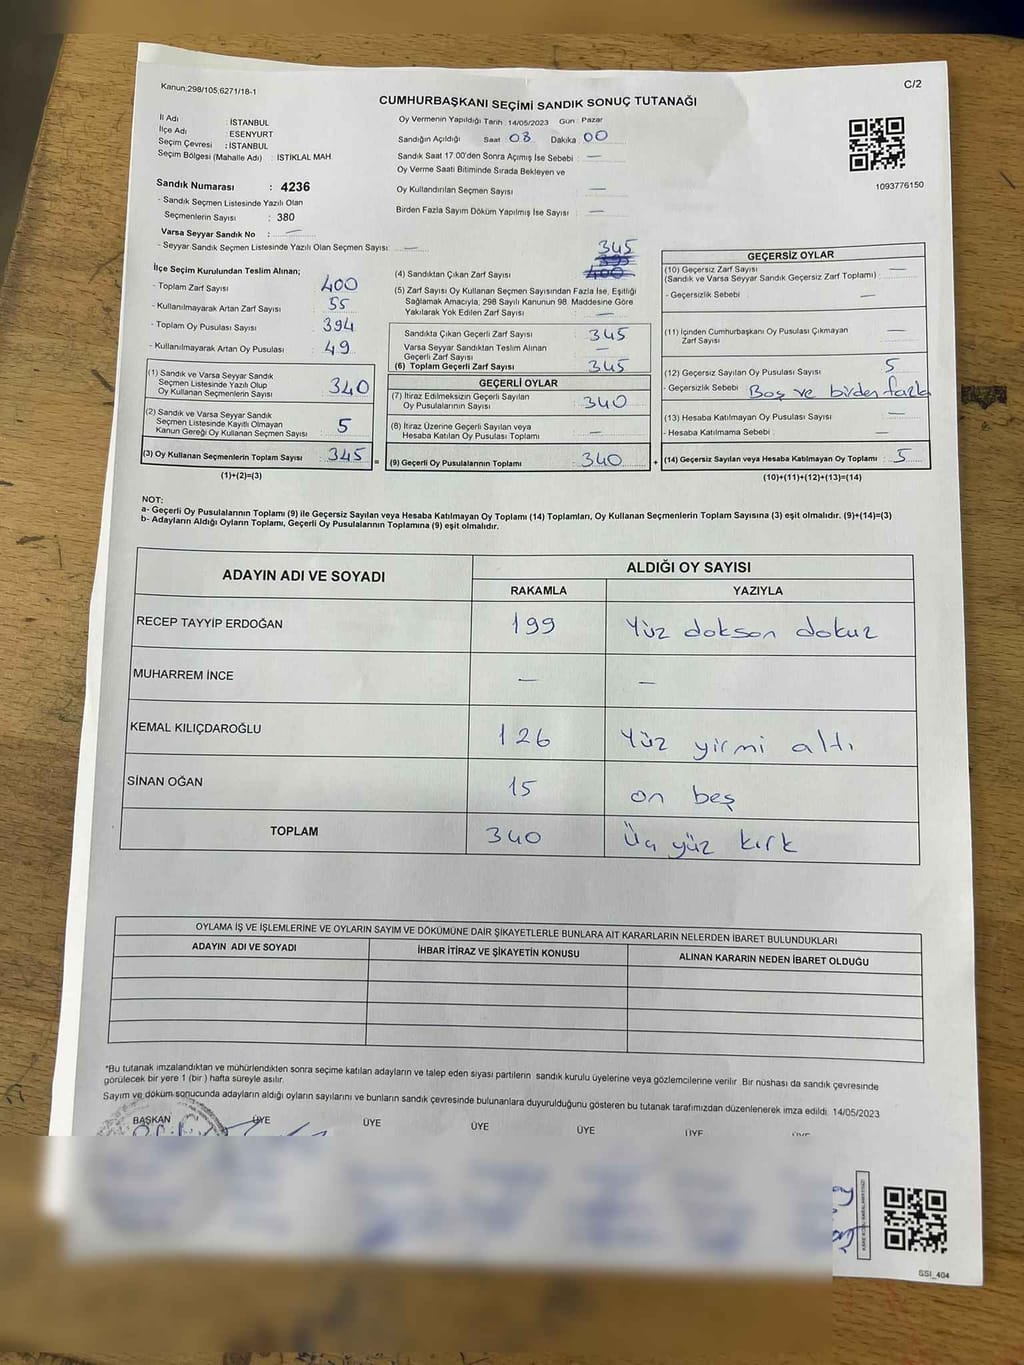 Kanun;298/105,6271/18-1
C/2
CUMHURBAŞKANI SEÇİMİ SANDIK SONUÇ TUTANAĞI
İl Adı : İSTANBUL
İlçe Adı : ESENYURT
Seçim Çevresi : İSTANBUL
Seçim Bölgesi (Mahalle Adı) : İSTİKLAL MAH.
Oy Vermenin Yapıldığı Tarih : 14/05/2023 Gün : Pazar
Sandığın Açıldığı Saat 08 Dakika 00
Sandık Saat 17.00'den Sonra Açımış İse Sebebi : —
Oy Verme Saati Bitiminde Sırada Bekleyen ve
Oy Kullandırılan Seçmen Sayısı : —
Birden Fazla Sayım Döküm Yapılmış İse Sayısı : —
1093776150
Sandık Numarası : 4236
- Sandık Seçmen Listesinde Yazılı Olan
Seçmenlerin Sayısı : 380
Varsa Seyyar Sandık No : —
- Seyyar Sandık Seçmen Listesinde Yazılı Olan Seçmen Sayısı: —
İlçe Seçim Kurulundan Teslim Alınan;
- Toplam Zarf Sayısı : 400
- Kullanılmayarak Artan Zarf Sayısı : 55
- Toplam Oy Pusulası Sayısı : 394
- Kullanılmayarak Artan Oy Pusulası : 49
(1) Sandık ve Varsa Seyyar Sandık
Seçmen Listesinde Yazılı Olup
Oy Kullanan Seçmenlerin Sayısı : 340
(2) Sandık ve Varsa Seyyar Sandık
Seçmen Listesinde Kayıtlı Olmayan
Kanun Gereği Oy Kullanan Seçmen Sayısı : 5
(3) Oy Kullanan Seçmenlerin Toplam Sayısı : 345
(1)+(2)=(3)
345
395
400
(4) Sandıktan Çıkan Zarf Sayısı
(5) Zarf Sayısı Oy Kullanan Seçmen Sayısından Fazla İse, Eşitliği
Sağlamak Amacıyla, 298 Sayılı Kanunun 98. Maddesine Göre
Yakılarak Yok Edilen Zarf Sayısı : —
Sandıkta Çıkan Geçerli Zarf Sayısı : 345
Varsa Seyyar Sandıktan Teslim Alınan
Geçerli Zarf Sayısı : —
(6) Toplam Geçerli Zarf Sayısı : 345
GEÇERLİ OYLAR
(7) İtiraz Edilmeksizin Geçerli Sayılan
Oy Pusulalarının Sayısı : 340
(8) İtiraz Üzerine Geçerli Sayılan veya
Hesaba Katılan Oy Pusulası Toplamı : —
= (9) Geçerli Oy Pusulalarının Toplamı : 340 +
GEÇERSİZ OYLAR
(10) Geçersiz Zarf Sayısı : —
(Sandık ve Varsa Seyyar Sandık Geçersiz Zarf Toplamı)
- Geçersizlik Sebebi : —
(11) İçinden Cumhurbaşkanı Oy Pusulası Çıkmayan
Zarf Sayısı : —
(12) Geçersiz Sayılan Oy Pusulası Sayısı : 5
- Geçersizlik Sebebi : Boş ve birden fazla
(13) Hesaba Katılmayan Oy Pusulası Sayısı : —
- Hesaba Katılmama Sebebi : —
(14) Geçersiz Sayılan veya Hesaba Katılmayan Oy Toplamı : 5
(10)+(11)+(12)+(13)=(14)
NOT:
a- Geçerli Oy Pusulalarının Toplamı (9) ile Geçersiz Sayılan veya Hesaba Katılmayan Oy Toplamı (14) Toplamları, Oy Kullanan Seçmenlerin Toplam Sayısına (3) eşit olmalıdır. (9)+(14)=(3)
b- Adayların Aldığı Oyların Toplamı, Geçerli Oy Pusulalarının Toplamına (9) eşit olmalıdır.
ADAYIN ADI VE SOYADI
ALDIĞI OY SAYISI
RAKAMLA YAZIYLA
RECEP TAYYİP ERDOĞAN 199 Yüz dokson dokuz
MUHARREM İNCE — —
KEMAL KILIÇDAROĞLU 126 Yüz yirmi altı
SİNAN OĞAN 15 on beş
TOPLAM 340 Üç yüz kırk
OYLAMA İŞ VE İŞLEMLERİNE VE OYLARIN SAYIM VE DÖKÜMÜNE DAİR ŞİKAYETLERLE BUNLARA AİT KARARLARIN NELERDEN İBARET BULUNDUKLARI
ADAYIN ADI VE SOYADI İHBAR İTİRAZ VE ŞİKAYETİN KONUSU ALINAN KARARIN NEDEN İBARET OLDUĞU
*Bu tutanak imzalandıktan ve mühürlendikten sonra seçime katılan adayların ve talep eden siyasi partilerin sandık kurulu üyelerine veya gözlemcilerine verilir. Bir nüshası da sandık çevresinde
görülecek bir yere 1 (bir ) hafta süreyle asılır.
Sayım ve döküm sonucunda adayların aldığı oyların sayılarını ve bunların sandık çevresinde bulunanlara duyurulduğunu gösteren bu tutanak tarafımızdan düzenlenerek imza edildi. 14/05/2023
BAŞKAN ÜYE ÜYE ÜYE ÜYE ÜYE ÜYE
SSİ_404